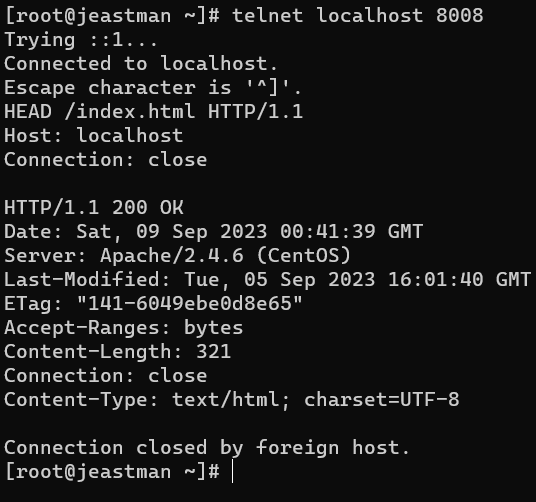 [root@jeastman ~]# telnet localhost 8008
Trying ::1...
Connected to localhost.
Escape character is '^]'.
HEAD /index.html HTTP/1.1
Host: localhost
Connection: close

HTTP/1.1 200 OK
Date: Sat, 09 Sep 2023 00:41:39 GMT
Server: Apache/2.4.6 (CentOS)
Last-Modified: Tue, 05 Sep 2023 16:01:40 GMT
ETag: "141-6049ebe0d8e65"
Accept-Ranges: bytes
Content-Length: 321
Connection: close
Content-Type: text/html; charset=UTF-8

Connection closed by foreign host.
[root@jeastman ~]#